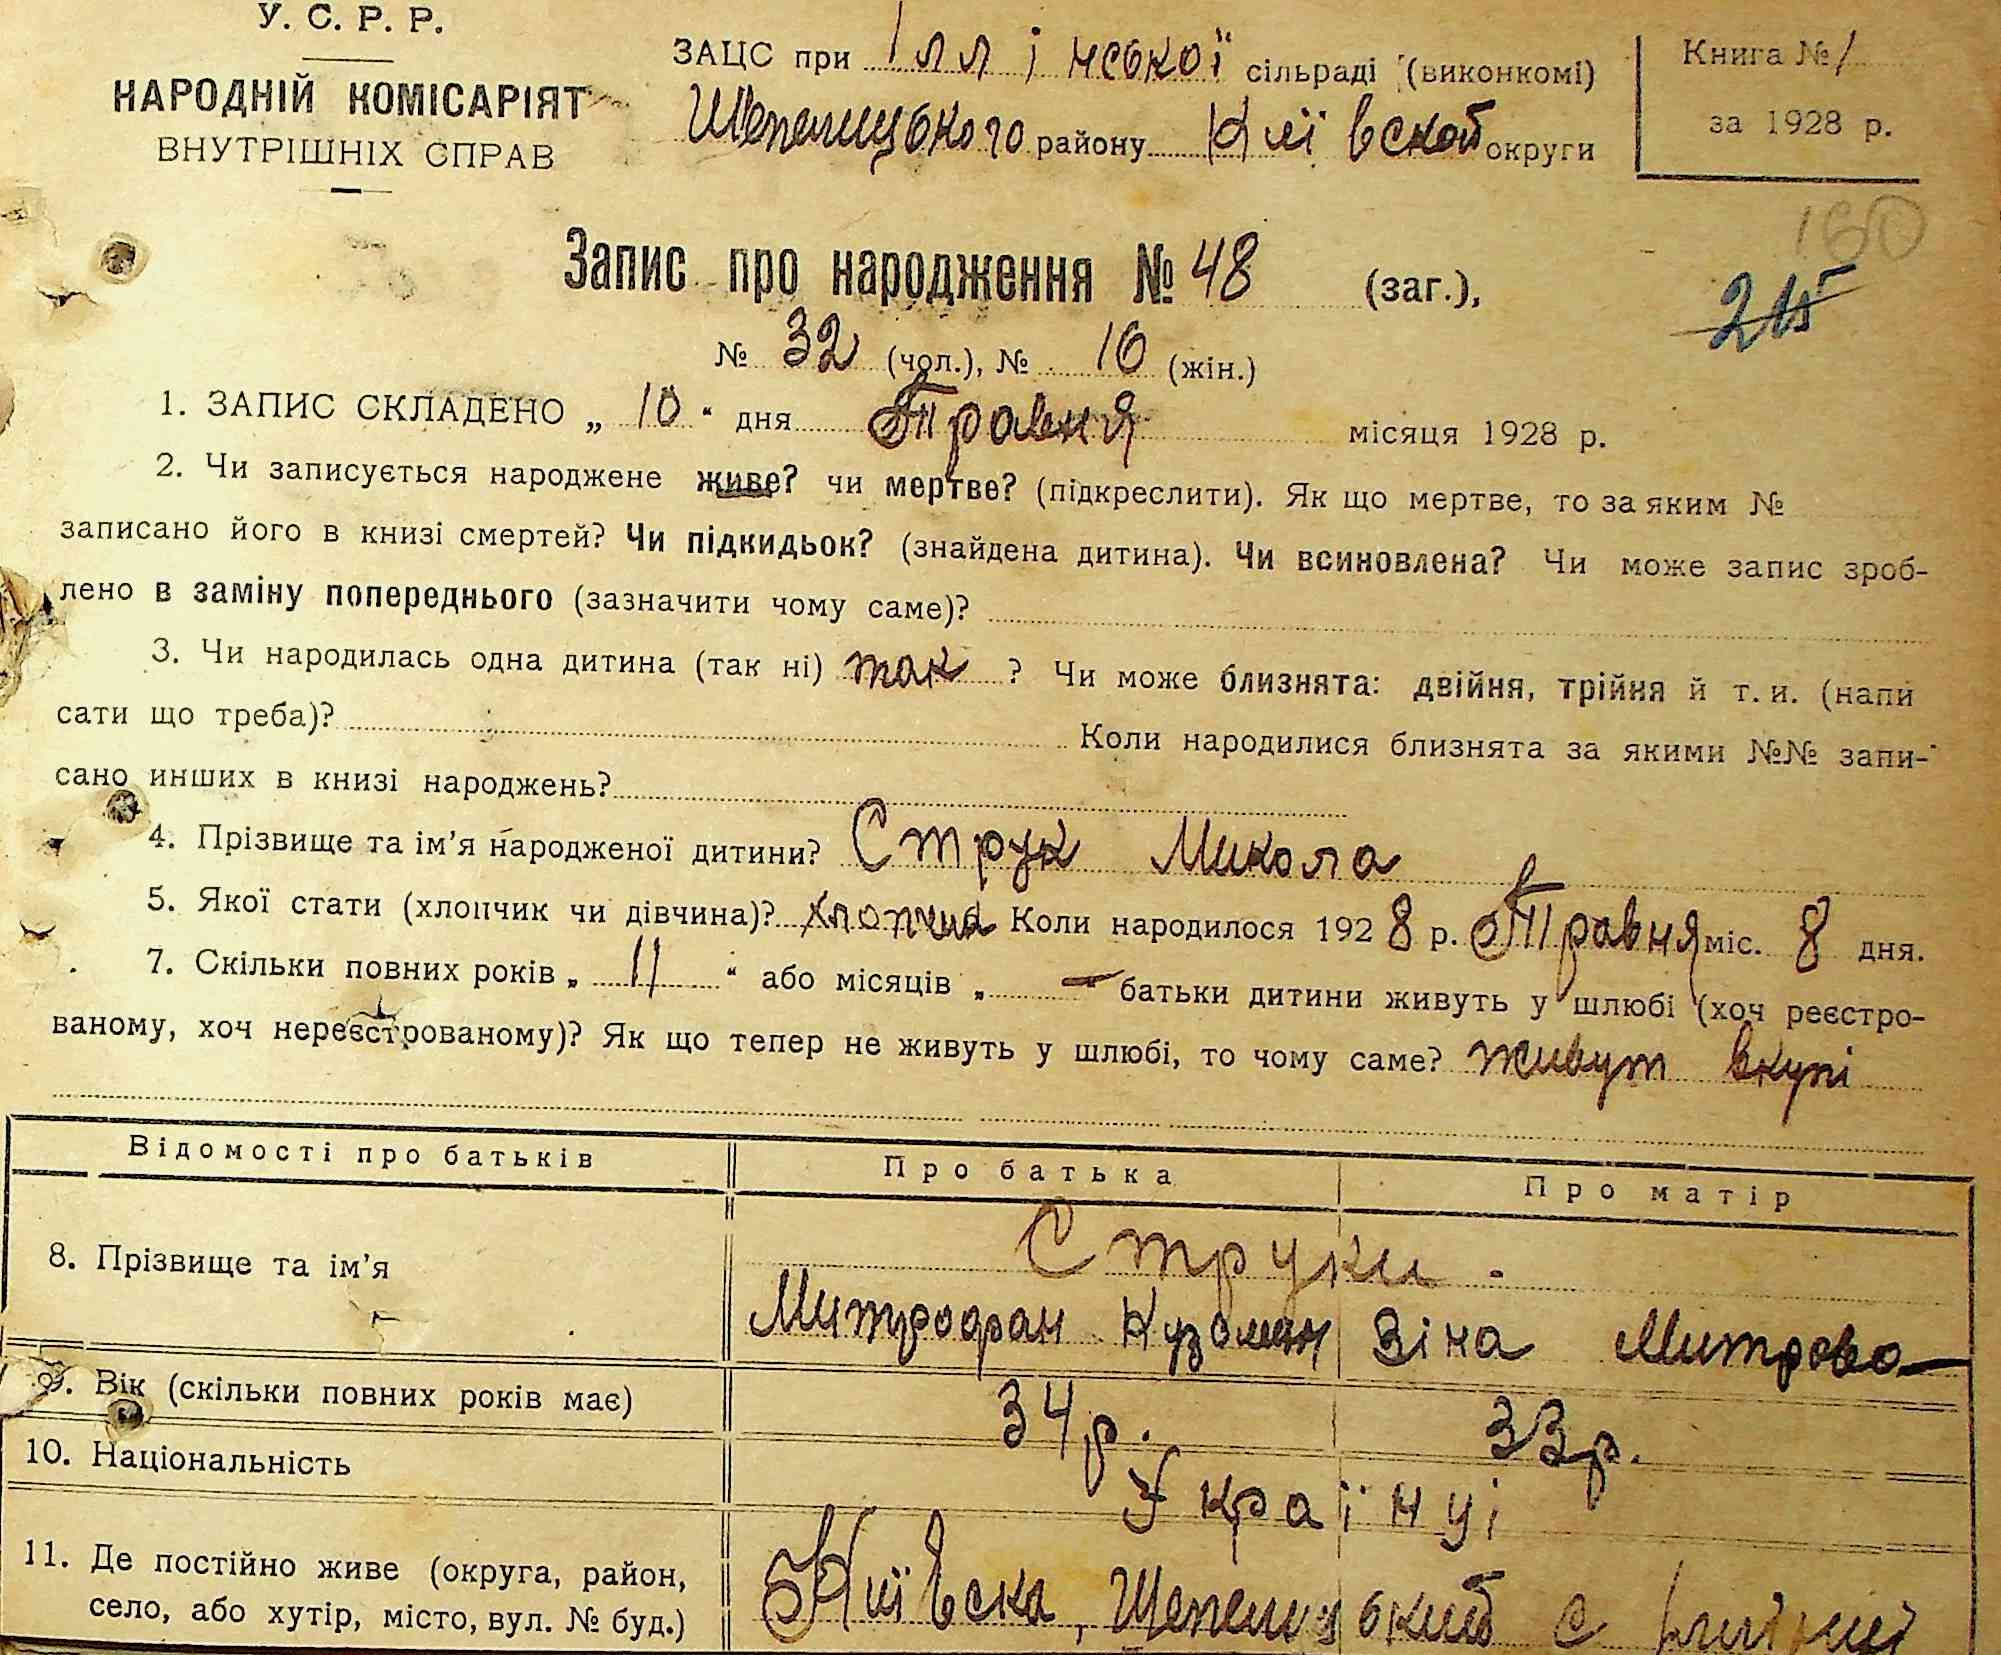 У. С. Р. Р.
НАРОДНІЙ КОМІСАРІЯТ
ВНУТРІШНІХ СПРАВ
ЗАЦС при Іллінської сільраді (виконкомі)
Шепелицького району Київской округи
Книга № 1
за 1928 р.
160
215
Запис про народження № 48 (заг.),
№ 32 (чол.), № 16 (жін.)
1. ЗАПИС СКЛАДЕНО „ 10 " дня Травня місяця 1928 р.
2. Чи записується народжене живе? чи мертве? (підкреслити). Як що мертве, то за яким №
записано його в книзі смертей? Чи підкидьок? (знайдена дитина). Чи всиновлена? Чи може запис зроб-
лено в заміну попереднього (зазначити чому саме)?
3. Чи народилась одна дитина (так ні) так ? Чи може близнята: двійня, трійня й т. и. (напи
сати що треба)? Коли народилися близнята за якими №№ запи-
сано инших в книзі народжень?
4. Прізвище та ім'я народженої дитини? Струк Микола
5. Якої стати (хлопчик чи дівчина)? Коли народилося 1928 р. Травня міс. 8 дня.
7. Скільки повних років „ 11 " або місяців „ — батьки дитини живуть у шлюбі (хоч реєстро-
ваному, хоч нереєстрованому)? Як що тепер не живуть у шлюбі, то чому саме? живут вкупі
Відомості про батьків Про батька Про матір
8. Прізвище та ім'я Струки
Митрофан Зіна Митрово
9. Вік (скільки повних років має) 34 р. 33 р.
10. Національність Українці
11. Де постійно живе (округа, район,
село, або хутір, місто, вул. № буд.)
Київска, Шепелицький с